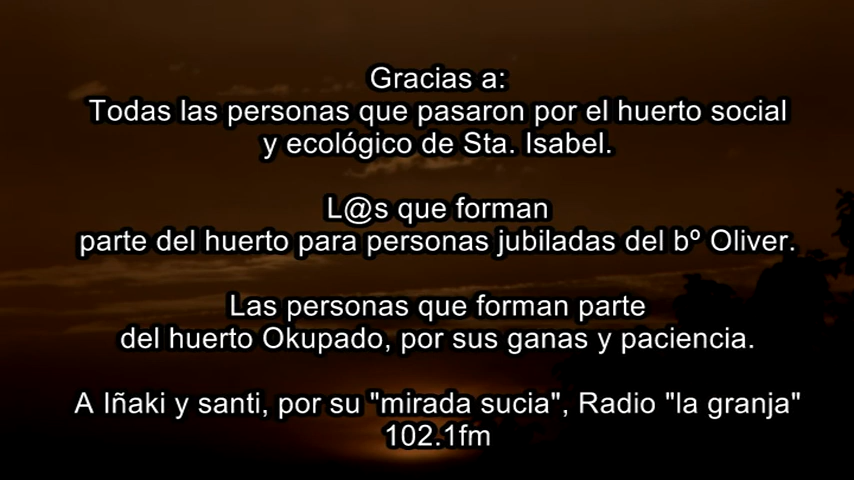 Gracias a:
Todas las personas que pasaron por el huerto social
y ecológico de Sta. Isabel.
L@s que forman
parte del huerto para personas jubiladas del bº Oliver.
Las personas que forman parte
del huerto Okupado, por sus ganas y paciencia.
A Iñaki y santi, por su "mirada sucia", Radio "la granja"
102.1fm